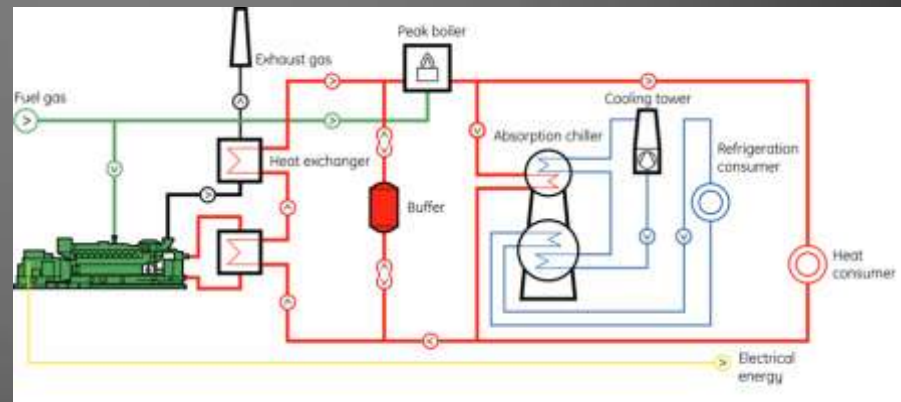 Peak boiler
Exhaust gas
Fuel gas
Cooling tower
Absorption chiller
Heat exchanger
Refrigeration
consumer
Buffer
Heat
consumer
Electrical
energy